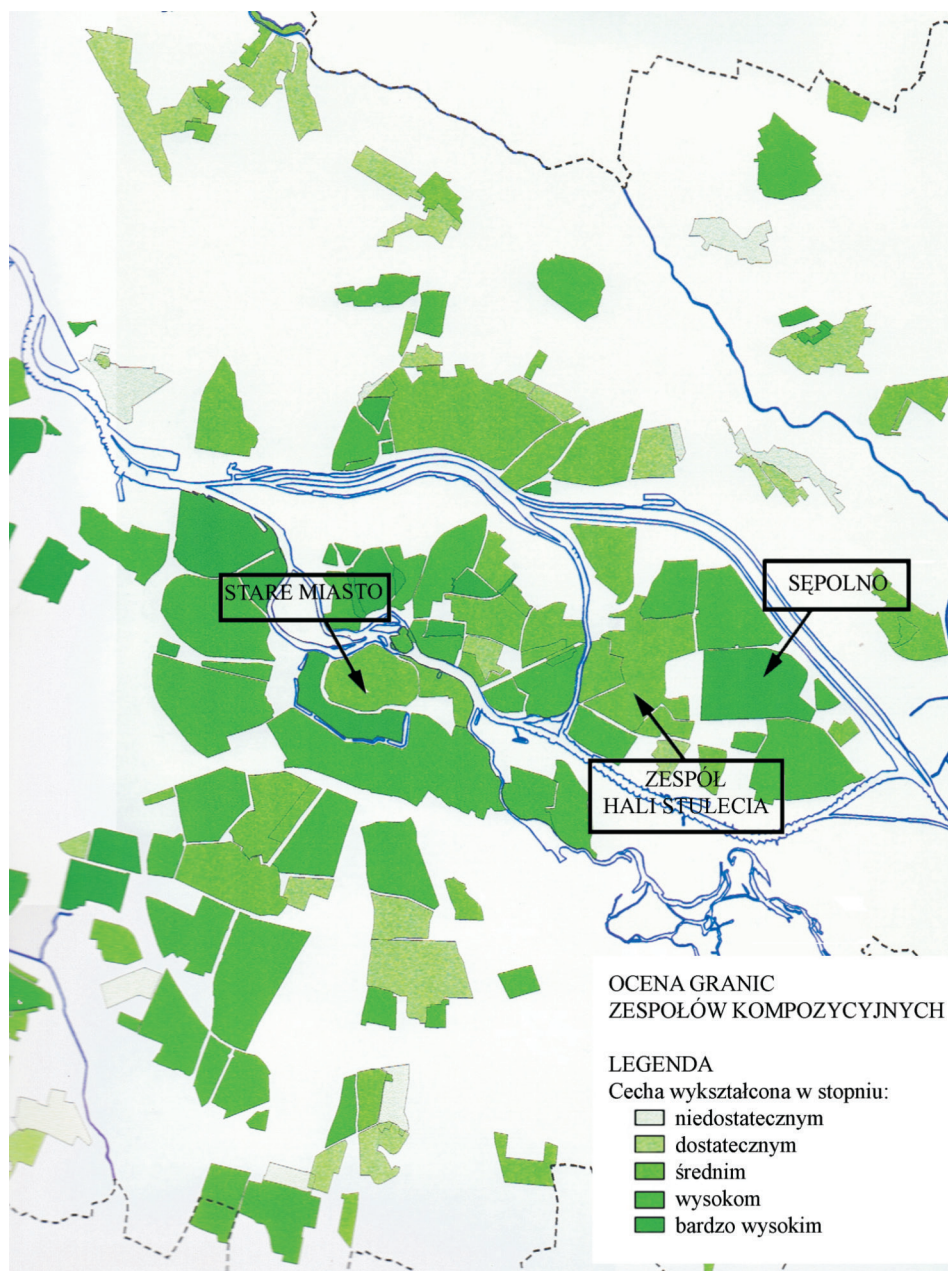 STARE MIASTO
SĘPOLNO
ZESPÓŁ
HALI STULECIA
OCENA GRANIC
ZESPOŁÓW KOMPOZYCYJNYCH
LEGENDA
Cecha wykształcona w stopniu:
niedostatecznym
dostatecznym
średnim
wysokom
bardzo wysokim